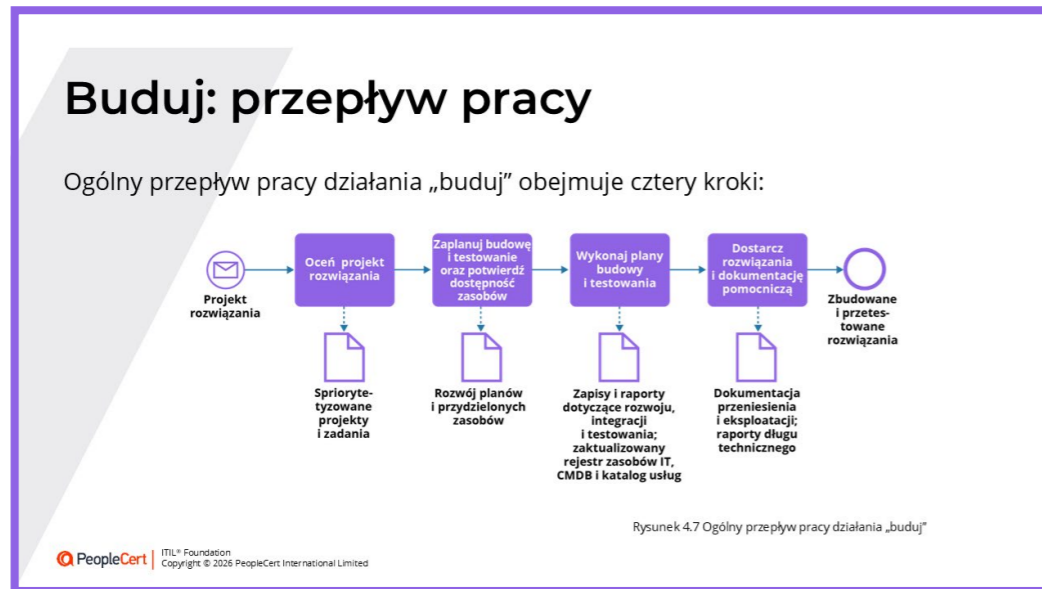 Buduj: przepływ pracy
Ogólny przepływ pracy działania „buduj” obejmuje cztery kroki:
Projekt
rozwiązania
Oceń projekt
rozwiązania
Zaplanuj budowę
i testowanie
oraz potwierdź
dostępność
zasobów
Wykonaj plany
budowy
i testowania
Dostarcz
rozwiązania
i dokumentację
pomocniczą
Zbudowane
i przetes-
towane
rozwiązania
Sprioryte-
tyzowane
projekty
i zadania
Rozwój planów
i przydzielonych
zasobów
Zapisy i raporty
dotyczące rozwoju,
integracji
i testowania;
zaktualizowany
rejestr zasobów IT,
CMDB i katalog usług
Dokumentacja
przeniesienia
i eksploatacji;
raporty długu
technicznego
Rysunek 4.7 Ogólny przepływ pracy działania „buduj”
PeopleCert
ITIL® Foundation
Copyright © 2026 PeopleCert International Limited